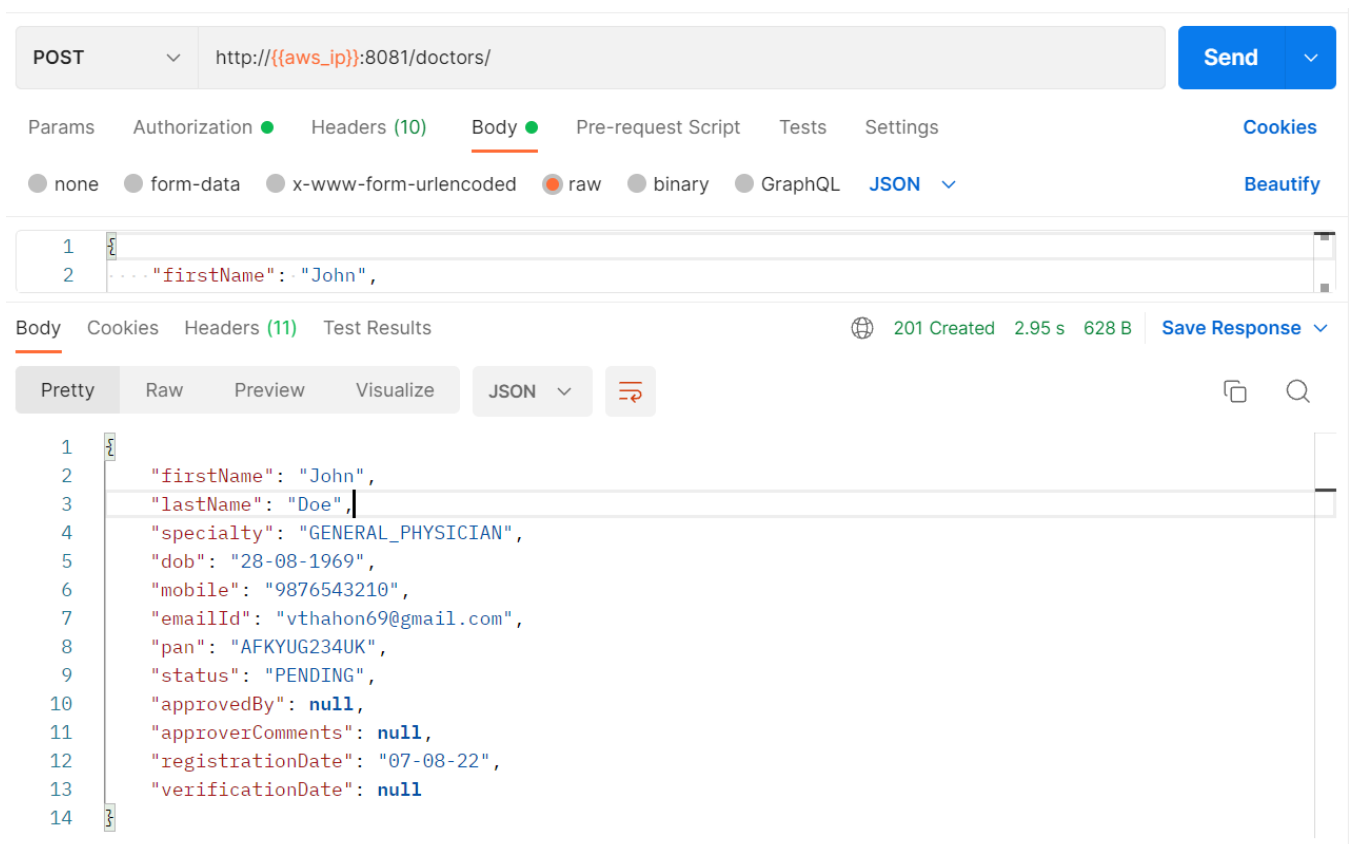 POST http://{{aws_ip}}:8081/doctors/ Send
Params Authorization Headers (10) Body Pre-request Script Tests Settings Cookies
none form-data x-www-form-urlencoded raw binary GraphQL JSON Beautify
1 {
2 ····"firstName":·"John",
Body Cookies Headers (11) Test Results 201 Created 2.95 s 628 B Save Response
Pretty Raw Preview Visualize JSON
1 {
2 "firstName": "John",
3 "lastName": "Doe",
4 "specialty": "GENERAL_PHYSICIAN",
5 "dob": "28-08-1969",
6 "mobile": "9876543210",
7 "emailId": "vthahon69@gmail.com",
8 "pan": "AFKYUG234UK",
9 "status": "PENDING",
10 "approvedBy": null,
11 "approverComments": null,
12 "registrationDate": "07-08-22",
13 "verificationDate": null
14 }